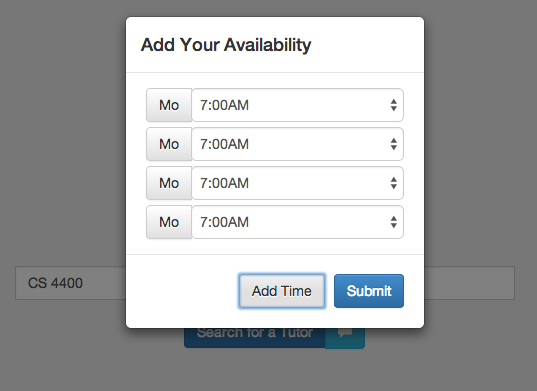 Add Your Availability
Mo 7:00AM
Mo 7:00AM
Mo 7:00AM
Mo 7:00AM
CS 4400
Add Time Submit
Search for a Tutor